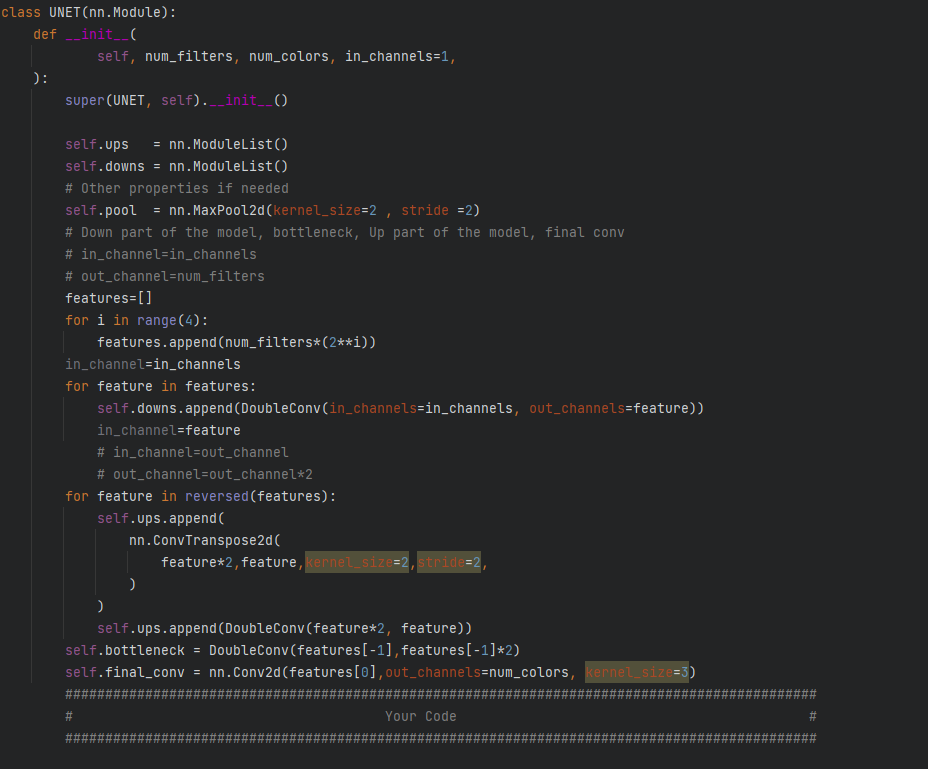 class UNET(nn.Module):
    def __init__(
            self, num_filters, num_colors, in_channels=1,
    ):
        super(UNET, self).__init__()

        self.ups   = nn.ModuleList()
        self.downs = nn.ModuleList()
        # Other properties if needed
        self.pool  = nn.MaxPool2d(kernel_size=2 , stride =2)
        # Down part of the model, bottleneck, Up part of the model, final conv
        # in_channel=in_channels
        # out_channel=num_filters
        features=[]
        for i in range(4):
            features.append(num_filters*(2**i))
        in_channel=in_channels
        for feature in features:
            self.downs.append(DoubleConv(in_channels=in_channels, out_channels=feature))
            in_channel=feature
            # in_channel=out_channel
            # out_channel=out_channel*2
        for feature in reversed(features):
            self.ups.append(
                nn.ConvTranspose2d(
                    feature*2,feature,kernel_size=2,stride=2,
                )
            )
            self.ups.append(DoubleConv(feature*2, feature))
        self.bottleneck = DoubleConv(features[-1],features[-1]*2)
        self.final_conv = nn.Conv2d(features[0],out_channels=num_colors, kernel_size=3)
        ##############################################################################################
        #                                       Your Code                                            #
        ##############################################################################################